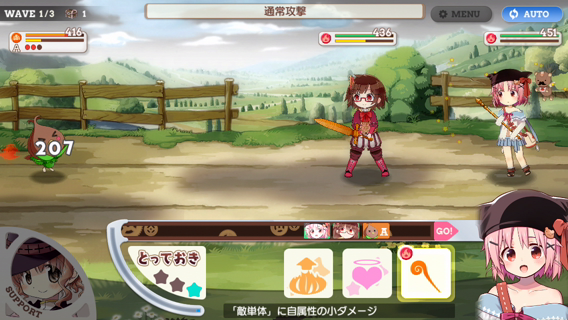 WAVE 1/3 1
通常攻撃
MENU
AUTO
416
436
451
A
207
A GO!
とっておき
SUPPORT
「敵単体」に自属性の小ダメージ